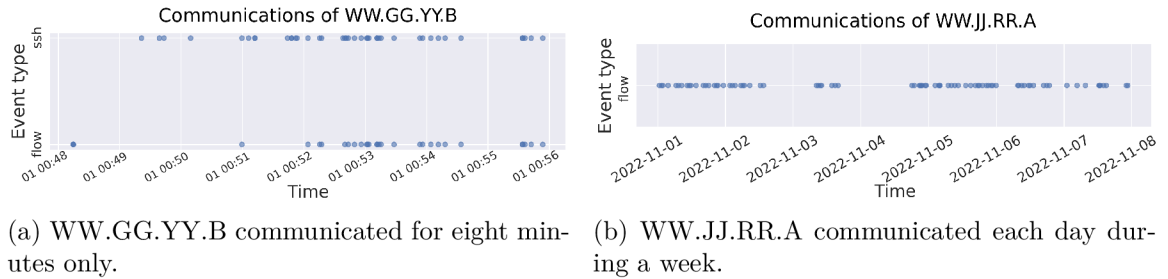 Communications of WW.GG.YY.B
Event type
ssh
flow
01 00:48
01 00:49
01 00:50
01 00:51
01 00:52
01 00:53
01 00:54
01 00:55
01 00:56
Time
(a) WW.GG.YY.B communicated for eight min-
utes only.
Communications of WW.JJ.RR.A
Event type
flow
2022-11-01
2022-11-02
2022-11-03
2022-11-04
2022-11-05
2022-11-06
2022-11-07
2022-11-08
Time
(b) WW.JJ.RR.A communicated each day dur-
ing a week.